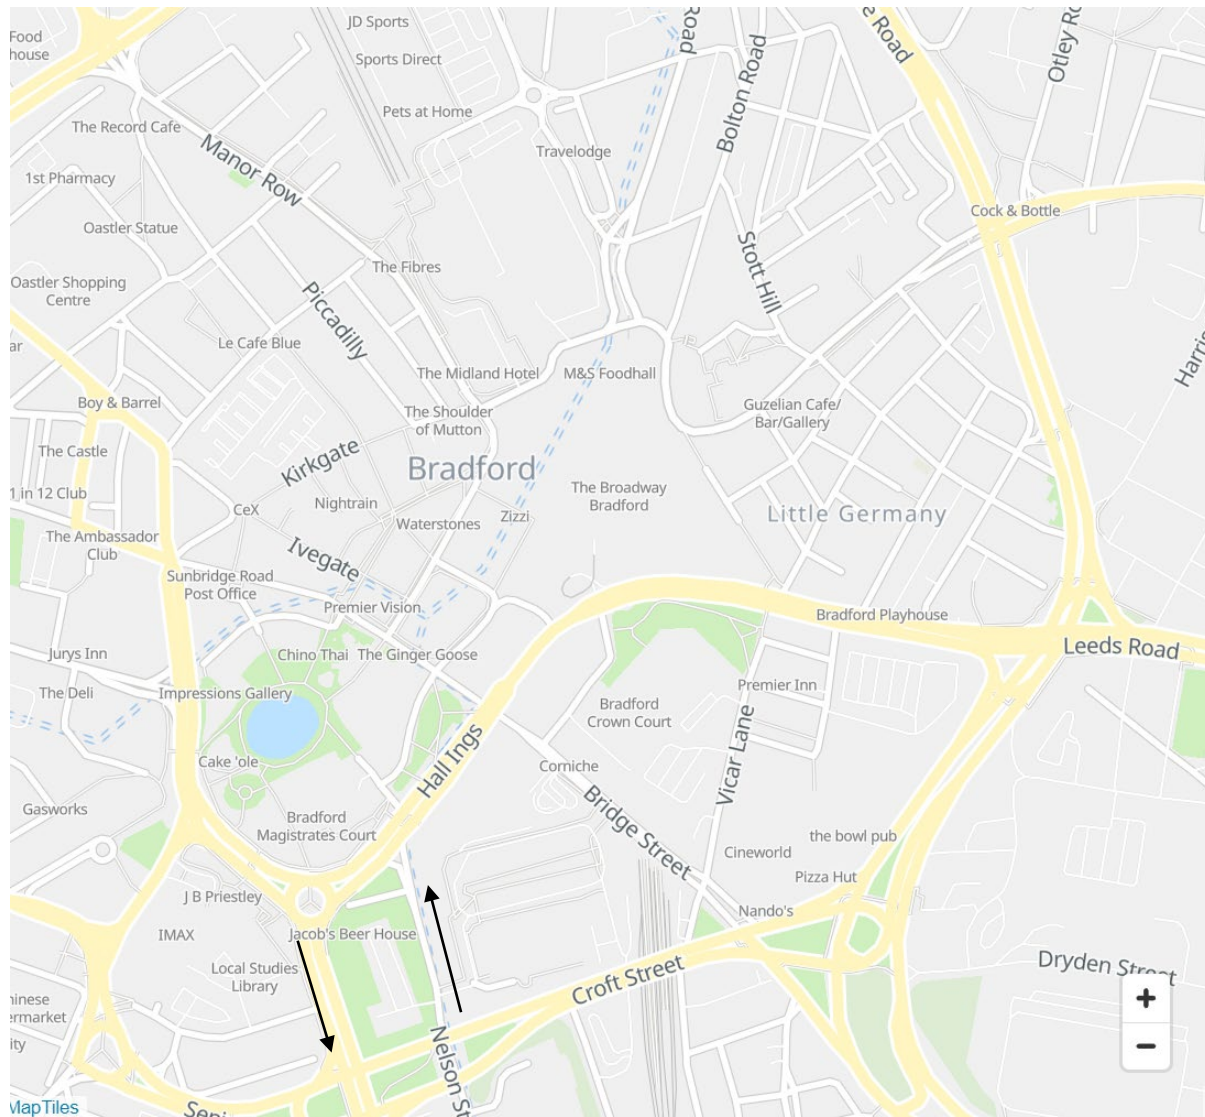 JD Sports
Food
house
e Road
Road
Otley Ro
Sports Direct
Bolton Road
Pets at Home
The Record Cafe
Manor Row
Travelodge
1st Pharmacy
Cock & Bottle
Oastler Statue
Stott Hill
The Fibres
Oastler Shopping
Centre
Piccadilly
Harris
ar
Le Cafe Blue
The Midland Hotel
M&S Foodhall
Boy & Barrel
The Shoulder
of Mutton
Guzelian Cafe/
Bar/Gallery
The Castle
Kirkgate
Bradford
1 in 12 Club
Nightrain
The Broadway
Bradford
CeX
Waterstones
Zizzi
Little Germany
The Ambassador
Club
Ivegate
Sunbridge Road
Post Office
Premier Vision
Bradford Playhouse
Leeds Road
Jurys Inn
Chino Thai
The Ginger Goose
The Deli
Impressions Gallery
Premier Inn
Bradford
Crown Court
Cake 'ole
Hall Ings
Corniche
Vicar Lane
Gasworks
Bradford
Magistrates Court
Bridge Street
the bowl pub
Cineworld
Pizza Hut
J B Priestley
Nando's
IMAX
Jacob's Beer House
Local Studies
Library
Croft Street
Dryden Street
hinese
ermarket
ity
+
−
Nelson St
MapTiles